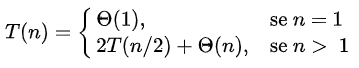 T(n) = { Θ(1), se n = 1
2T(n/2) + Θ(n), se n > 1